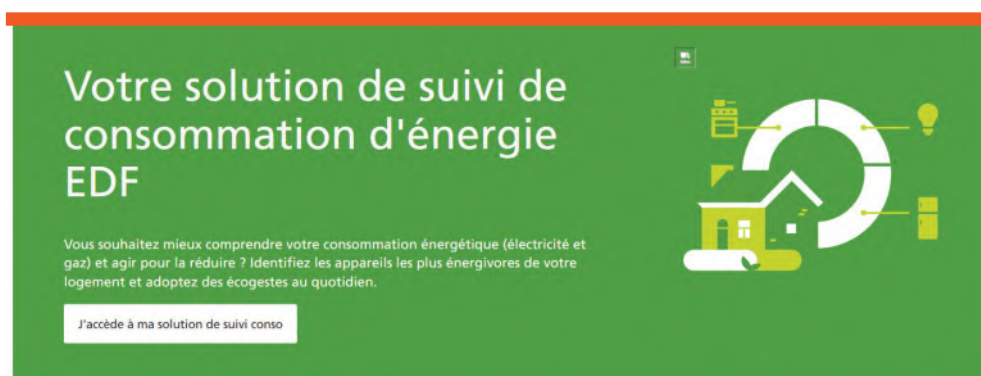 Votre solution de suivi de
consommation d'énergie
EDF
Vous souhaitez mieux comprendre votre consommation énergétique (électricité et
gaz) et agir pour la réduire ? Identifiez les appareils les plus énergivores de votre
logement et adoptez des écogestes au quotidien.
J'accède à ma solution de suivi conso